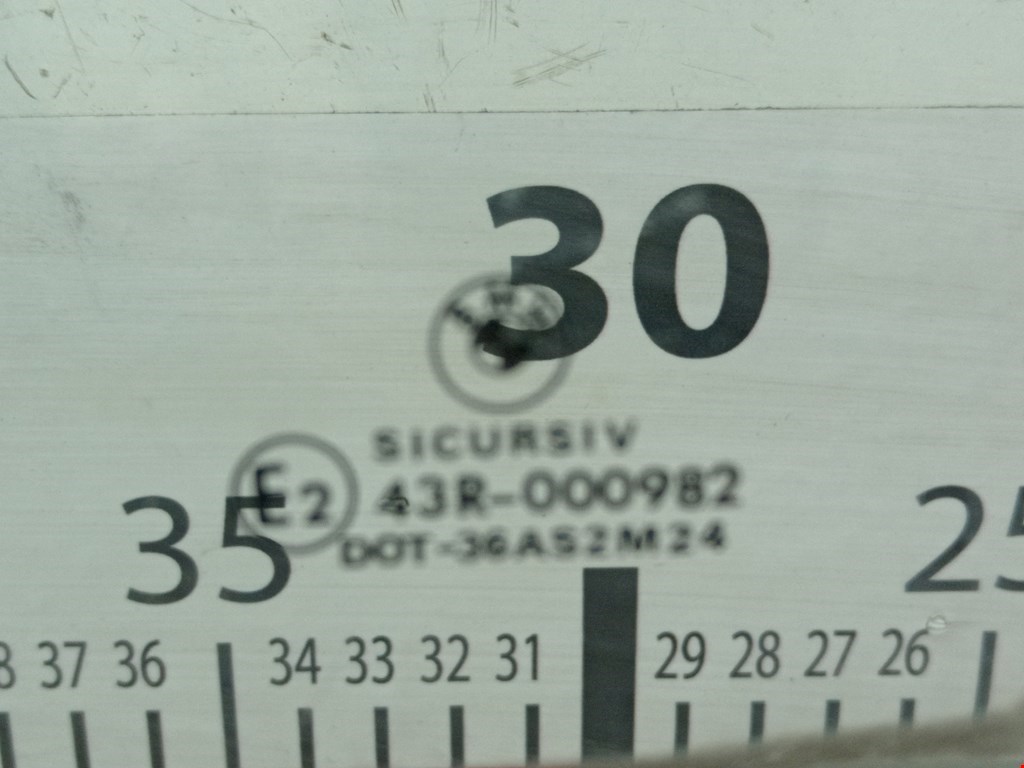 30
SICURSIV
E2 43R-000982
DOT-36AS2M24
35 25
37 36 34 33 32 31 29 28 27 26